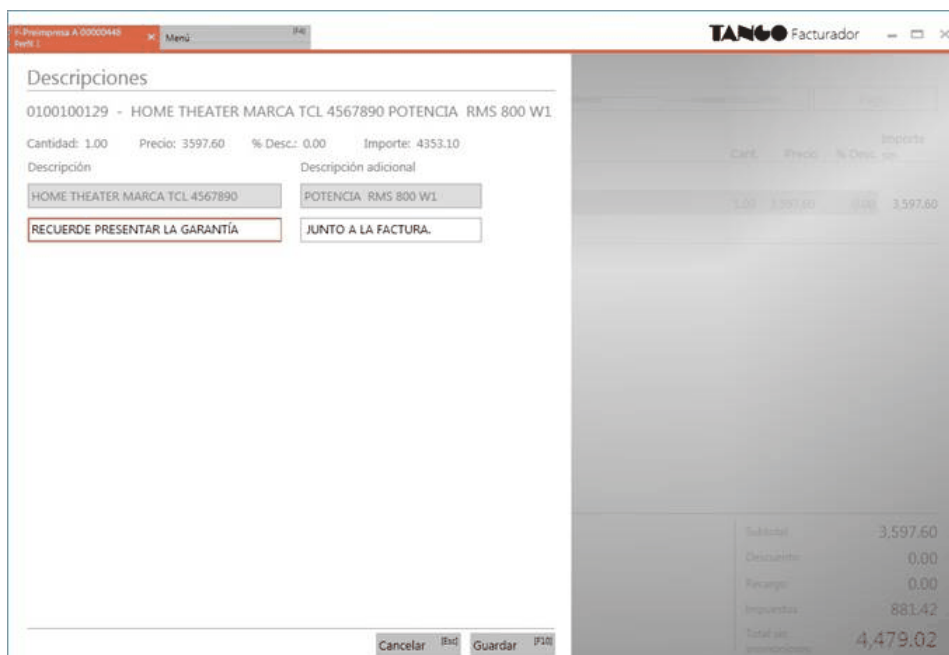 F-Preimpresa A 00000448
Perfil 1
Menú
TANGO Facturador
Descripciones
0100100129 - HOME THEATER MARCA TCL 4567890 POTENCIA RMS 800 W1
Cantidad: 1.00 Precio: 3597.60 % Desc.: 0.00 Importe: 4353.10
Descripción Descripción adicional
HOME THEATER MARCA TCL 4567890 POTENCIA RMS 800 W1
RECUERDE PRESENTAR LA GARANTÍA JUNTO A LA FACTURA.
Cant. Precio % Desc. Importe
1.00 3,597.60 0.00 3,597.60
Subtotal 3,597.60
Descuento 0.00
Recargo 0.00
Impuestos 881.42
Total sin 4,479.02
Cancelar [Esc] Guardar [F10]